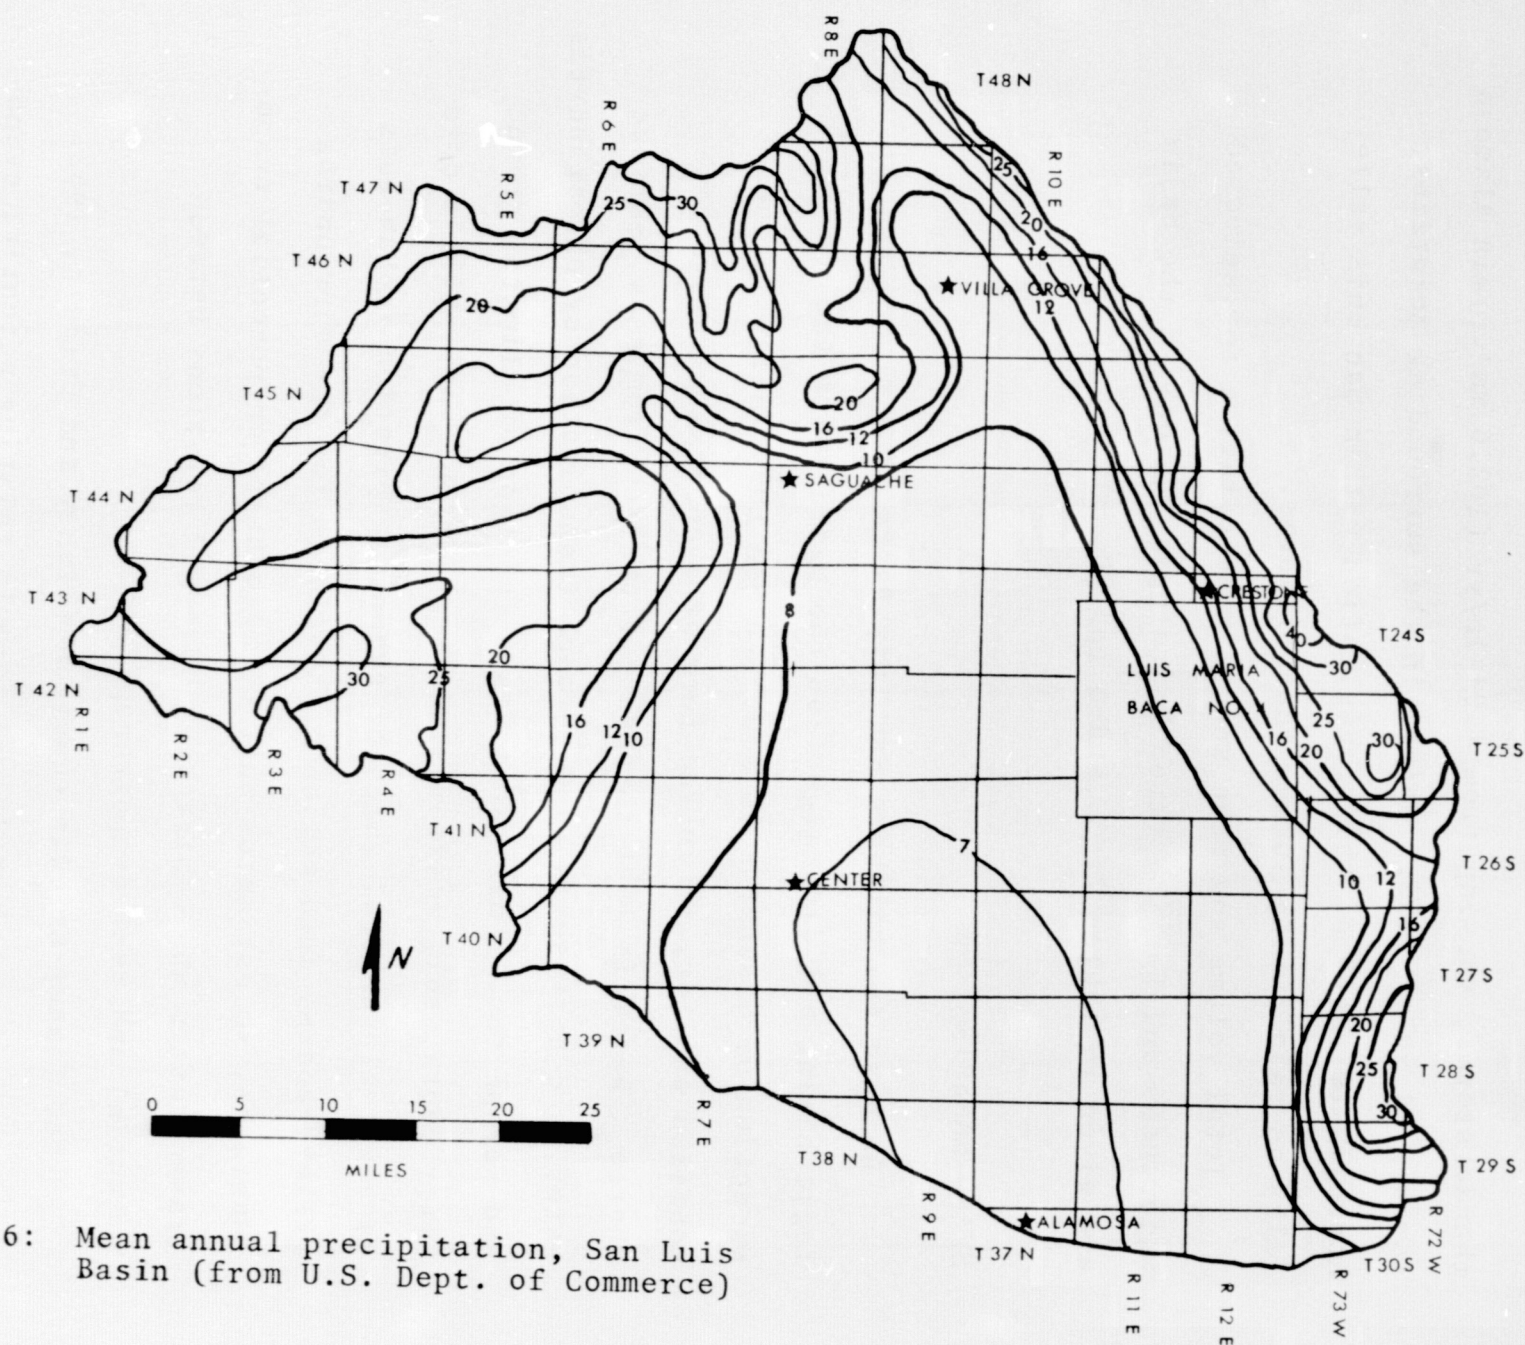 R8E
T48N
R6E
R10E
T47N
R5E
25
25
30
20
T46N
16
VILLA GROVE
20
12
T45N
20
16
12
10
T44N
SAGUACHE
CRESTONE
T43N
8
40
T24S
20
LUIS MARIA
30
30
25
T42N
BACA NO 4
R1E
16
25
12
10
16
30
T25S
R2E
20
R3E
R4E
T41N
7
T26S
CENTER
10
12
T40N
N
16
T27S
20
T39N
25
T28S
0 5 10 15 20 25
30
R7E
T38N
MILES
T29S
R9E
ALAMOSA
R72W
T37N
T30S
6: Mean annual precipitation, San Luis
Basin (from U.S. Dept. of Commerce)
R11E
R12E
R73W